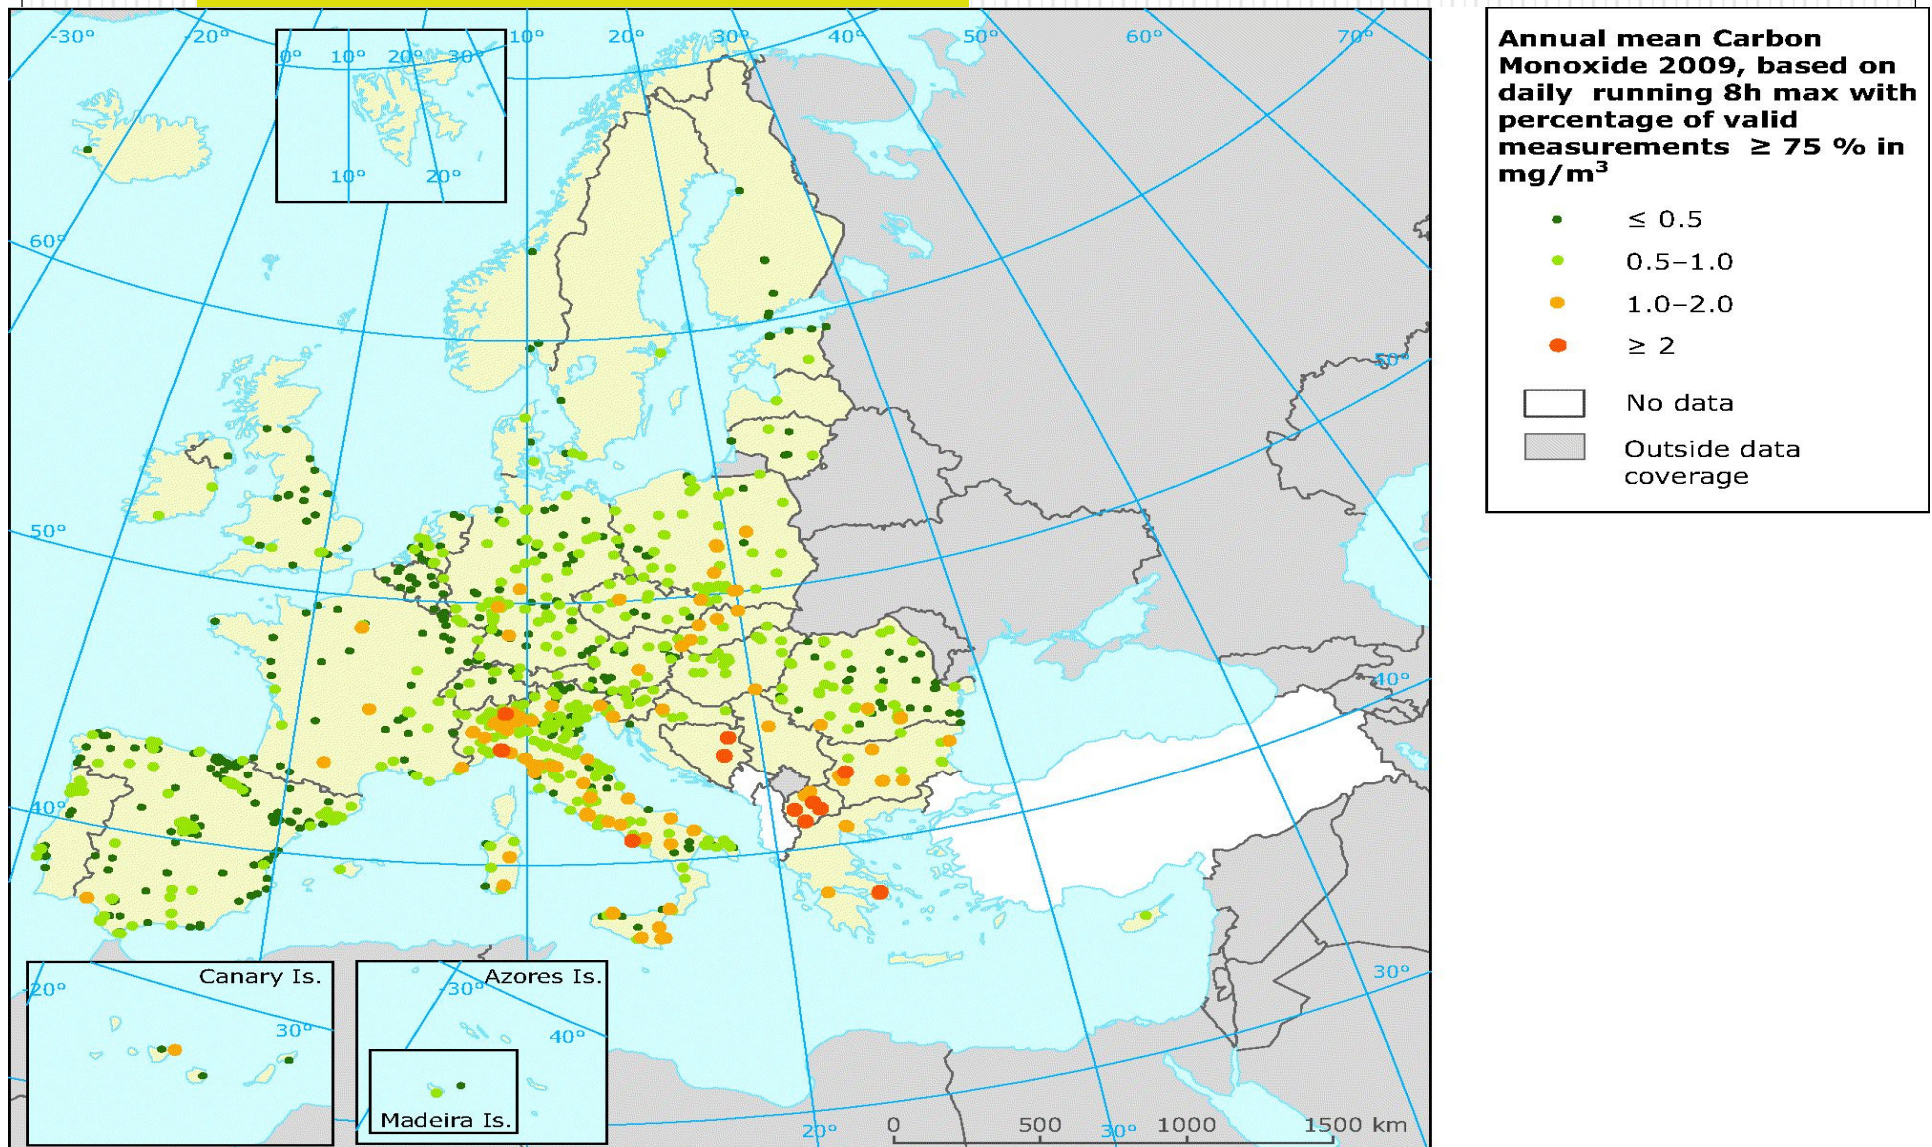 -30°
-20°
10°
20°
30°
40°
50°
60°
70°
0°
10°
20°
30°
10°
20°
60°
50°
50°
40°
40°
30°
20°
30°
Canary Is.
-20°
30°
Azores Is.
-30°
40°
Madeira Is.
0
500
1000
1500 km
Annual mean Carbon
Monoxide 2009, based on
daily running 8h max with
percentage of valid
measurements ≥ 75 % in
mg/m³
≤ 0.5
0.5–1.0
1.0–2.0
≥ 2
No data
Outside data
coverage